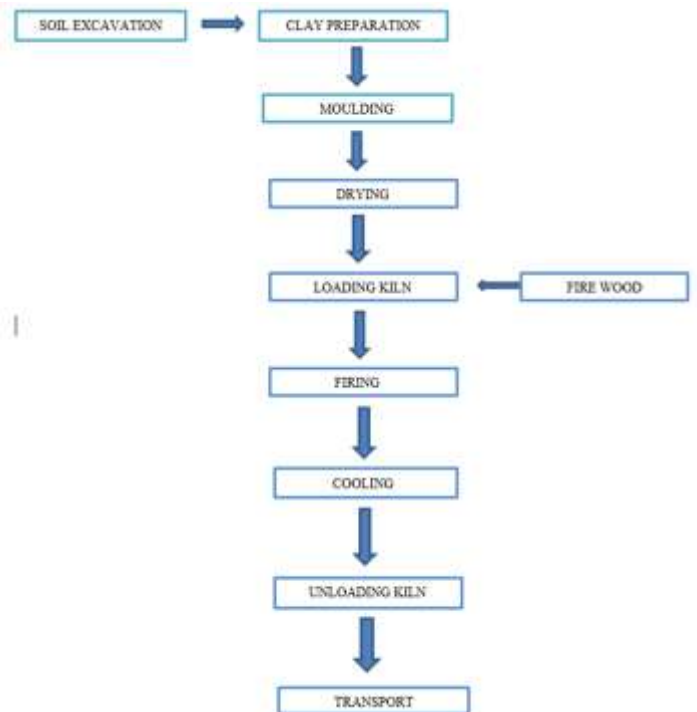 SOIL EXCAVATION
CLAY PREPARATION
MOULDING
DRYING
LOADING KILN
FIRE WOOD
FIRING
COOLING
UNLOADING KILN
TRANSPORT